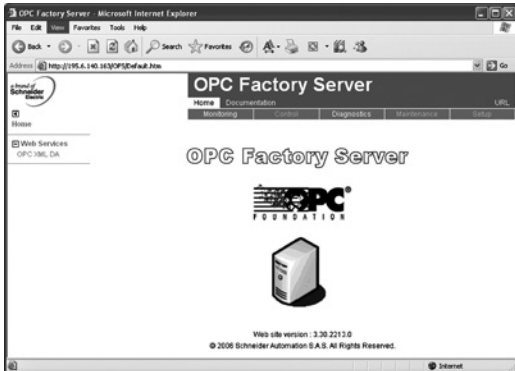 OPC Factory Server - Microsoft Internet Explorer
File Edit View Favorites Tools Help
Back Search Favorites
Address http://195.6.140.163/OFS/Default.htm Go
a brand of
Schneider
Electric
OPC Factory Server
Home Documentation URL
Monitoring Control Diagnostics Maintenance Setup
Home
Web Services
OPC XML DA
OPC Factory Server
OPC
FOUNDATION
Web site version : 3.30.2213.0
© 2006 Schneider Automation S.A.S. All Rights Reserved.
Internet